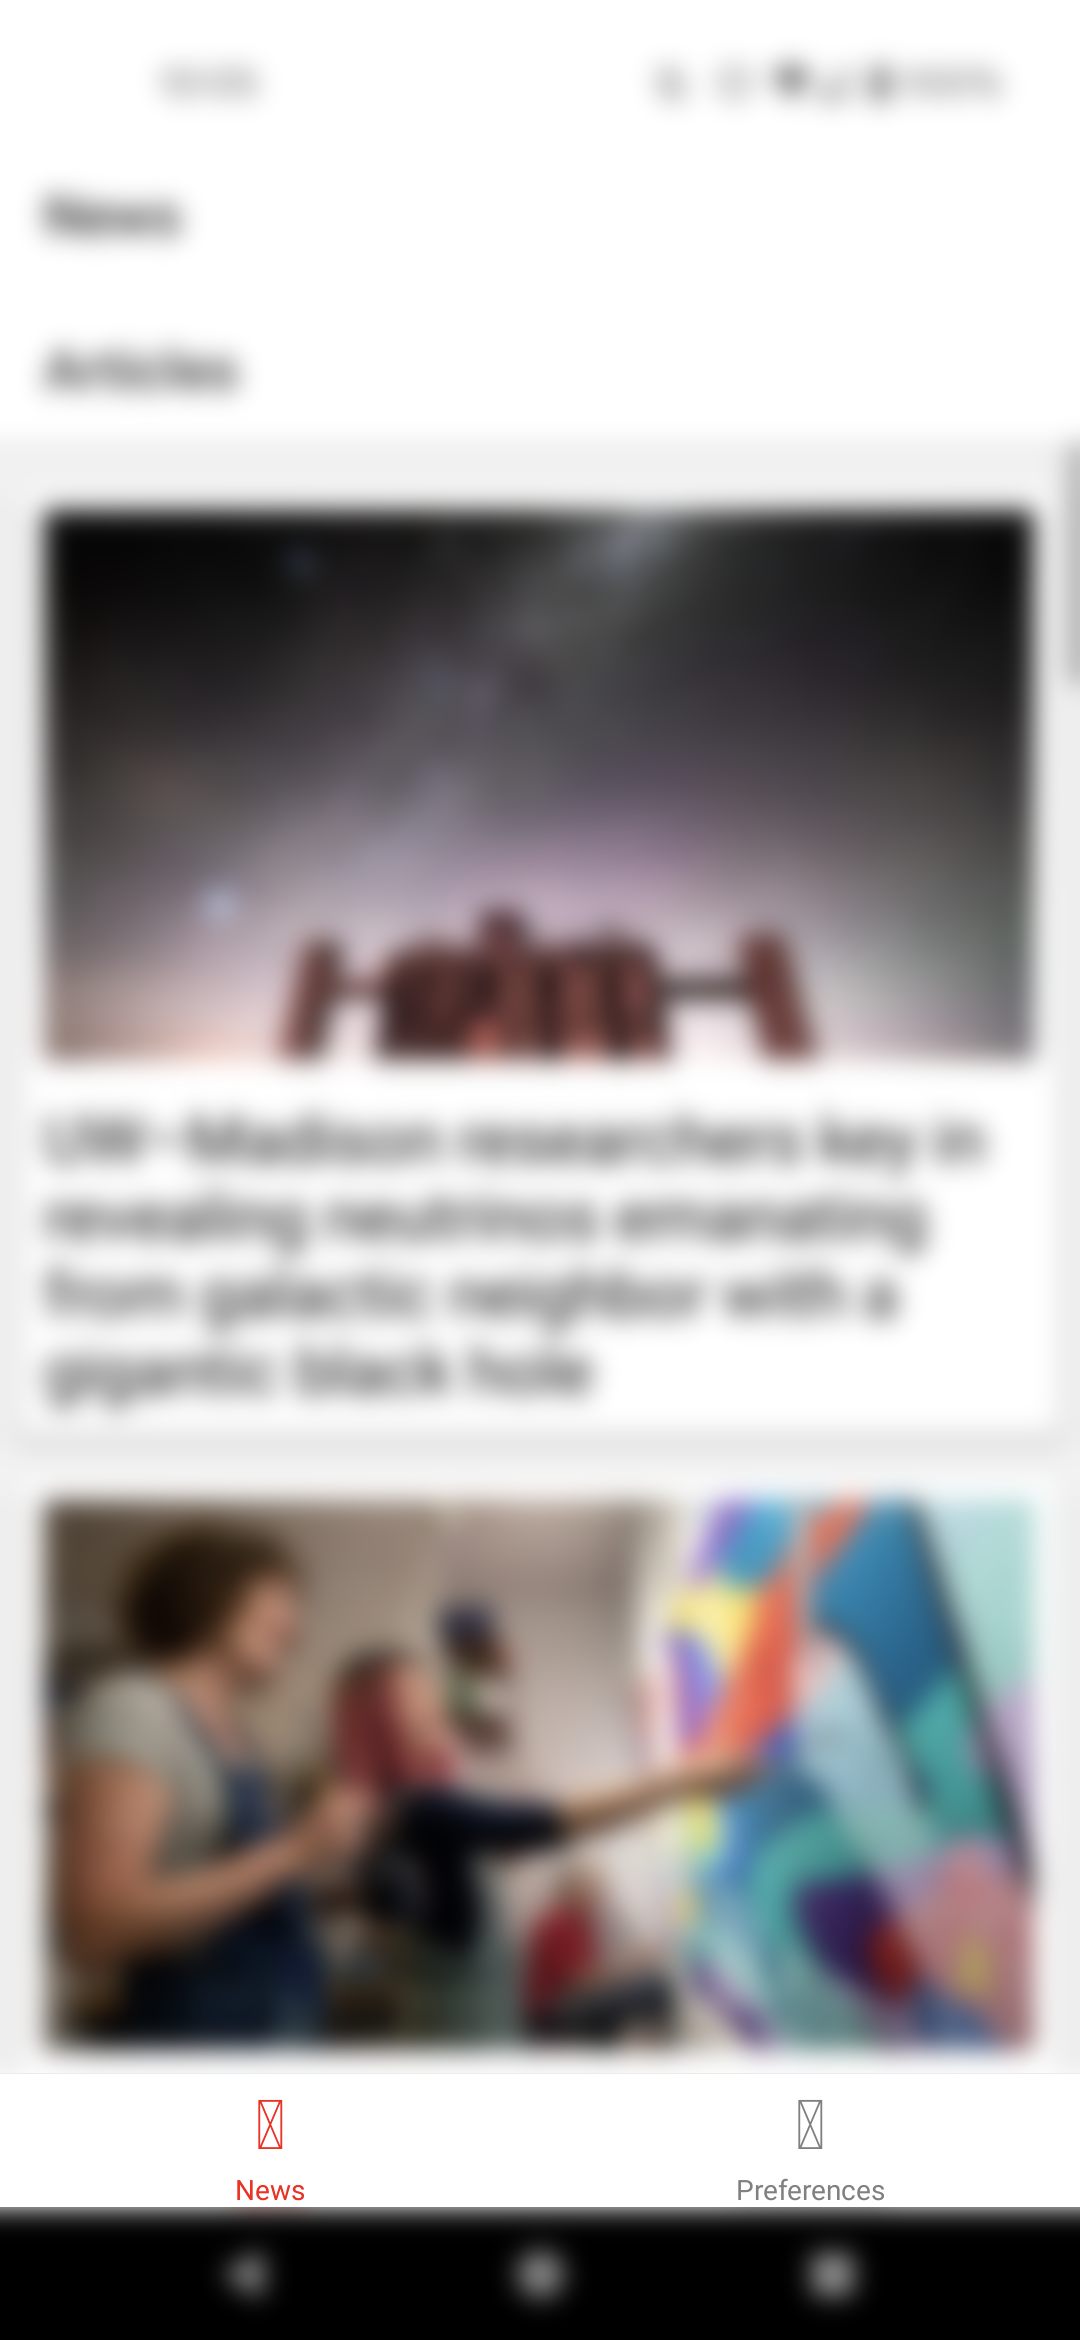 News
Articles
UW-Madison researchers key in
revealing neutrinos emanating
from galactic neighbor with a
gigantic black hole
News
Preferences